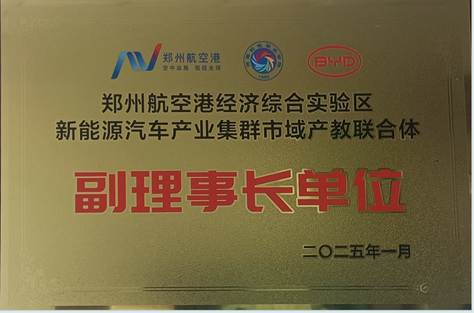 郑州航空港
BYD
郑州航空港经济综合实验区
新能源汽车产业集群市域产教联合体
副理事长单位
二〇二五年一月